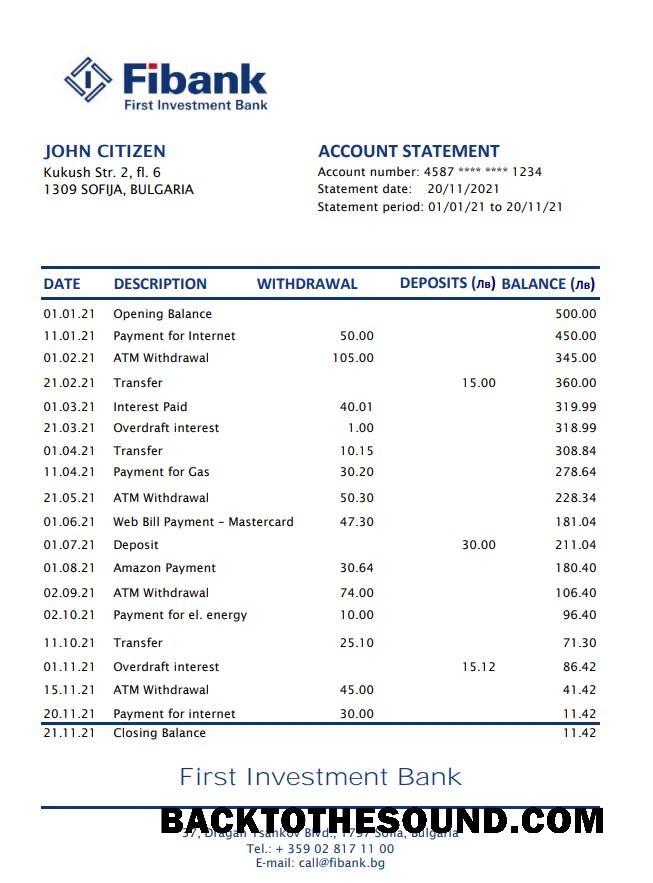 Fibank
First Investment Bank
JOHN CITIZEN
Kukush Str. 2, fl. 6
1309 SOFIJA, BULGARIA
ACCOUNT STATEMENT
Account number: 4587 **** **** 1234
Statement date: 20/11/2021
Statement period: 01/01/21 to 20/11/21
DATE DESCRIPTION WITHDRAWAL DEPOSITS (лв) BALANCE (лв)
01.01.21 Opening Balance 500.00
11.01.21 Payment for Internet 50.00 450.00
01.02.21 ATM Withdrawal 105.00 345.00
21.02.21 Transfer 15.00 360.00
01.03.21 Interest Paid 40.01 319.99
21.03.21 Overdraft interest 1.00 318.99
01.04.21 Transfer 10.15 308.84
11.04.21 Payment for Gas 30.20 278.64
21.05.21 ATM Withdrawal 50.30 228.34
01.06.21 Web Bill Payment – Mastercard 47.30 181.04
01.07.21 Deposit 30.00 211.04
01.08.21 Amazon Payment 30.64 180.40
02.09.21 ATM Withdrawal 74.00 106.40
02.10.21 Payment for el. energy 10.00 96.40
11.10.21 Transfer 25.10 71.30
01.11.21 Overdraft interest 15.12 86.42
15.11.21 ATM Withdrawal 45.00 41.42
20.11.21 Payment for internet 30.00 11.42
21.11.21 Closing Balance 11.42
First Investment Bank
BACKTOTHESOUND.COM
37, Dragan Tsankov Blvd., 1797 Sofia, Bulgaria
Tel.: + 359 02 817 11 00
E-mail: call@fibank.bg